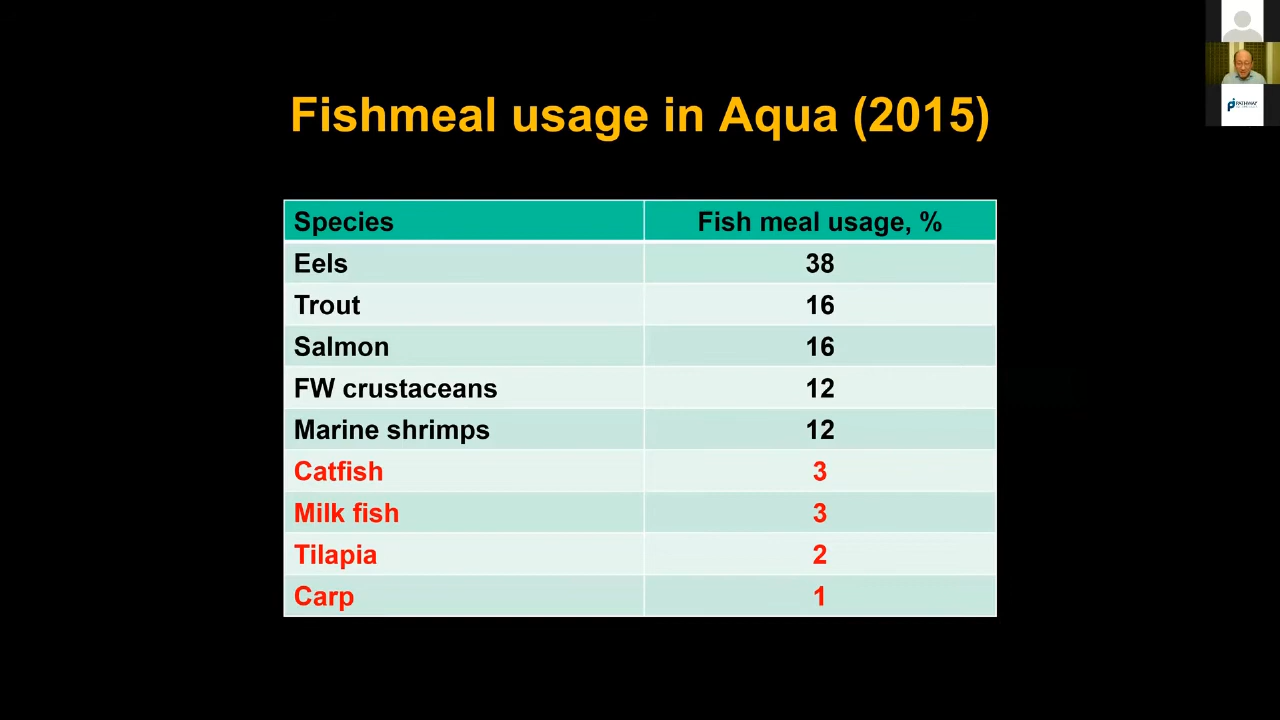 Fishmeal usage in Aqua (2015)
PATHWAY
Species Fish meal usage, %
Eels 38
Trout 16
Salmon 16
FW crustaceans 12
Marine shrimps 12
Catfish 3
Milk fish 3
Tilapia 2
Carp 1